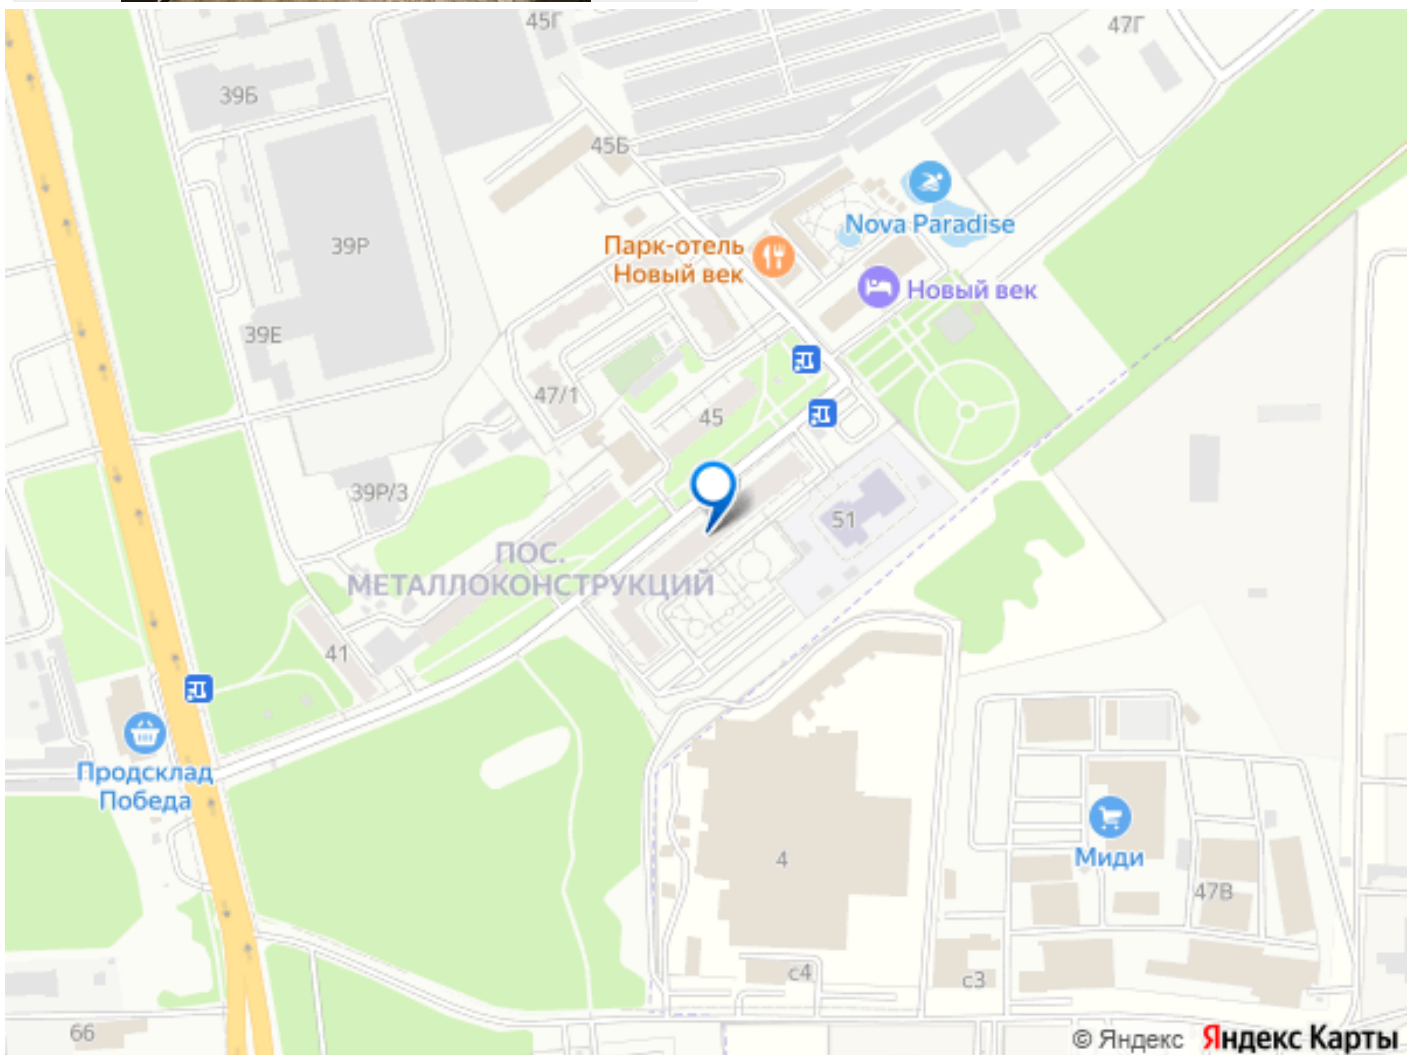 45Г
47Г
39Б
45Б
Nova Paradise
39Р
Парк-отель
Новый век
Новый век
39Е
47/1
45
39Р/3
51
ПОС.
МЕТАЛЛОКОНСТРУКЦИЙ
41
Продсклад
Победа
4
Миди
47В
с4
с3
66
© Яндекс Яндекс Карты